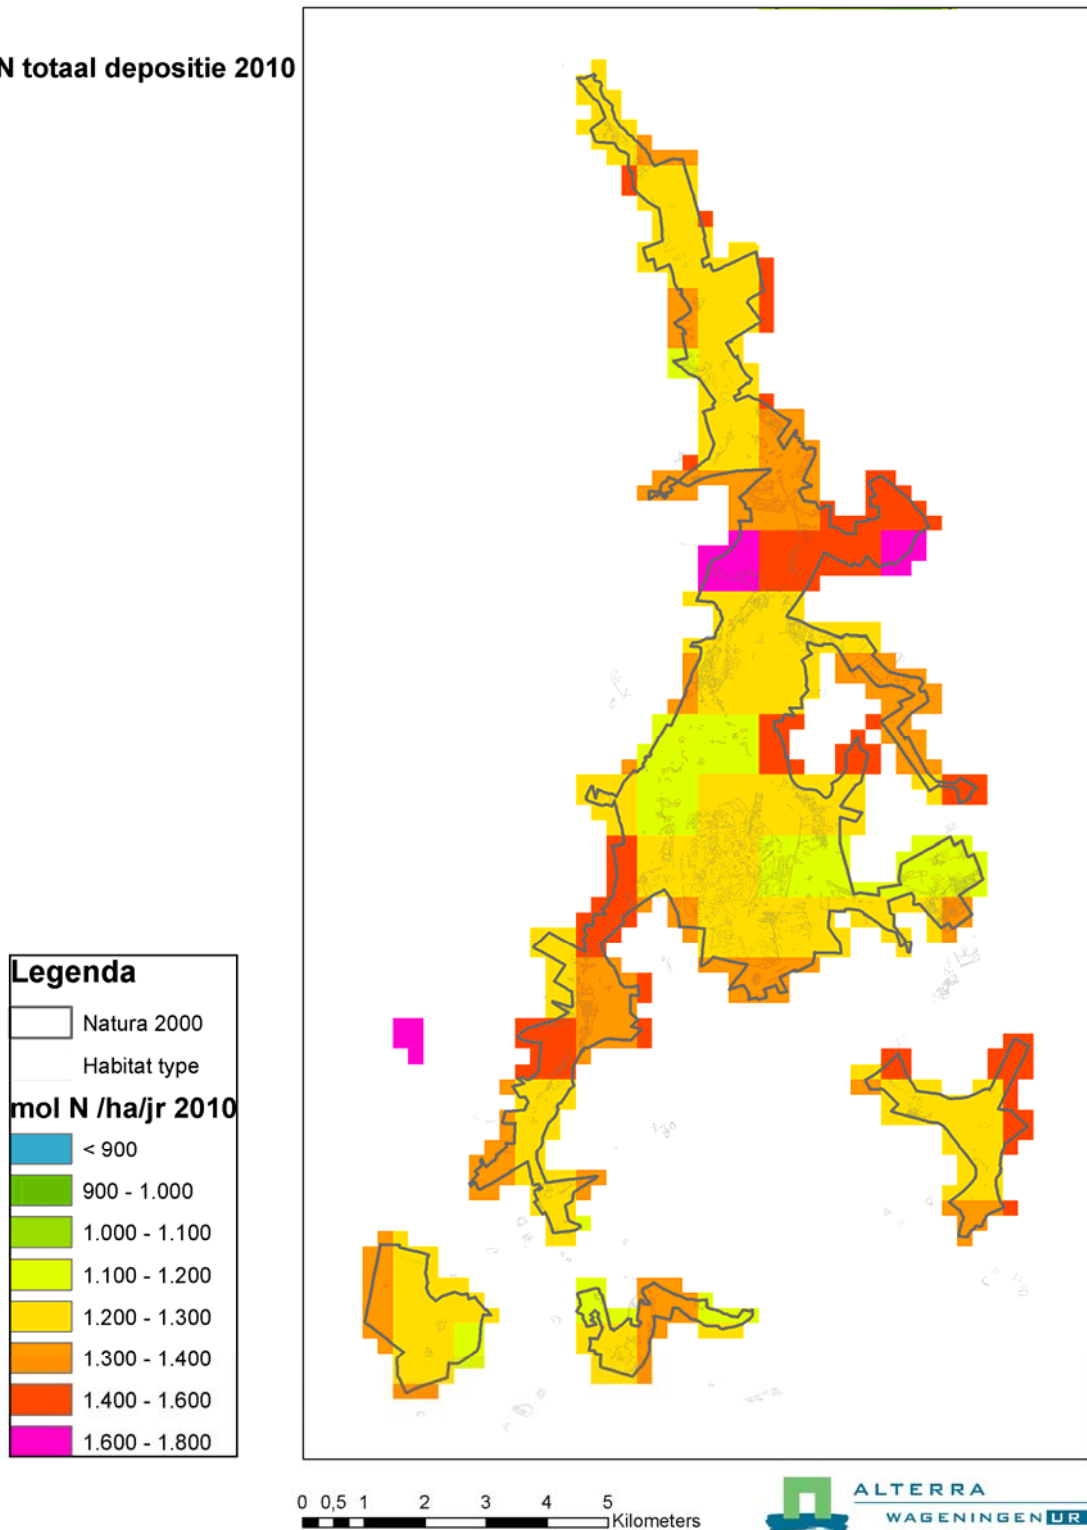 N totaal depositie 2010
Legenda
Natura 2000
Habitat type
mol N /ha/jr 2010
< 900
900 - 1.000
1.000 - 1.100
1.100 - 1.200
1.200 - 1.300
1.300 - 1.400
1.400 - 1.600
1.600 - 1.800
0 0,5 1 2 3 4 5
Kilometers
ALTERRA
WAGENINGEN UR